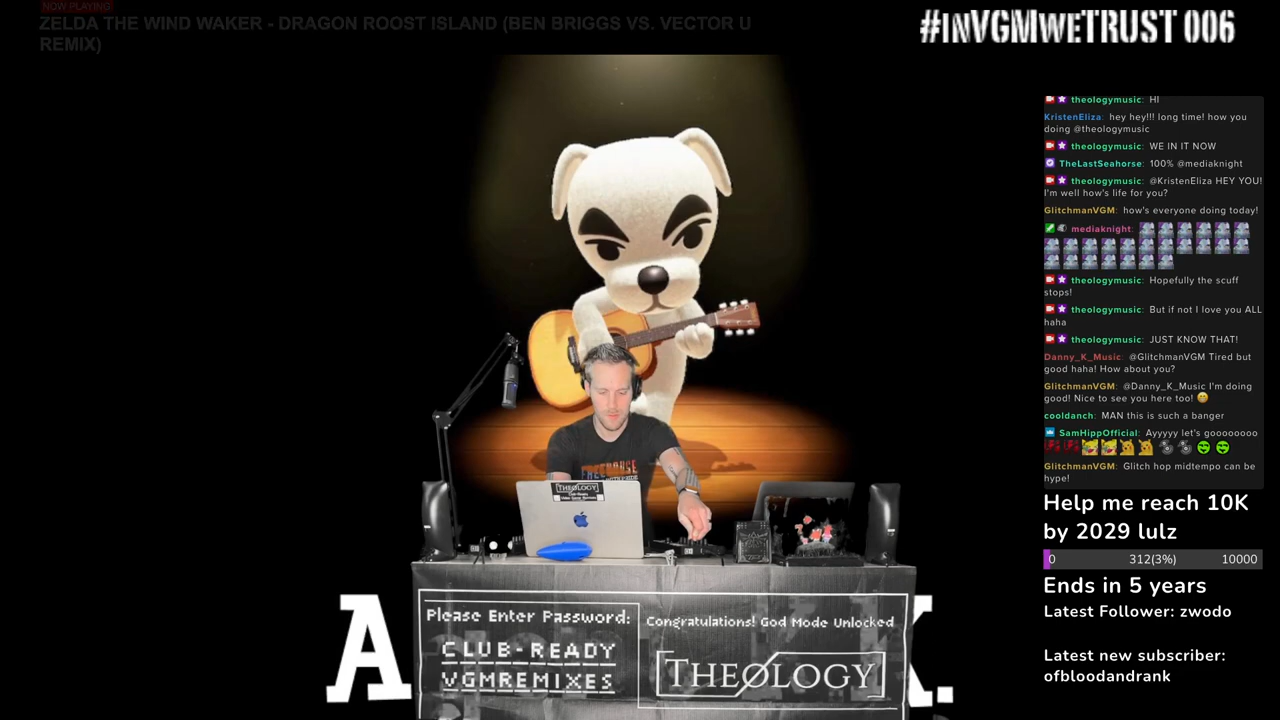 NOW PLAYING
ZELDA THE WIND WAKER - DRAGON ROOST ISLAND (BEN BRIGGS VS. VECTOR U
REMIX)
#INVGMWETRUST 006
theologymusic: HI
KristenEliza: hey hey!!! long time! how you
doing @theologymusic
theologymusic: WE IN IT NOW
TheLastSeahorse: 100% @mediaknight
theologymusic: @KristenEliza HEY YOU!
I'm well how's life for you?
GlitchmanVGM: how's everyone doing today!
mediaknight:
theologymusic: Hopefully the scuff
stops!
theologymusic: But if not I love you ALL
haha
theologymusic: JUST KNOW THAT!
Danny_K_Music: @GlitchmanVGM Tired but
good haha! How about you?
GlitchmanVGM: @Danny_K_Music I'm doing
good! Nice to see you here too! 😁
cooldanch: MAN this is such a banger
SamHippOfficial: Ayyyyy let's goooooooo
GlitchmanVGM: Glitch hop midtempo can be
hype!
Help me reach 10K
by 2029 lulz
0 312(3%) 10000
Ends in 5 years
Latest Follower: zwodo
Latest new subscriber:
ofbloodandrank
THEOLOGY
Please Enter Password:
CLUB-READY
VGMREMIXES
Congratulations! God Mode Unlocked
[THEOLOGY]